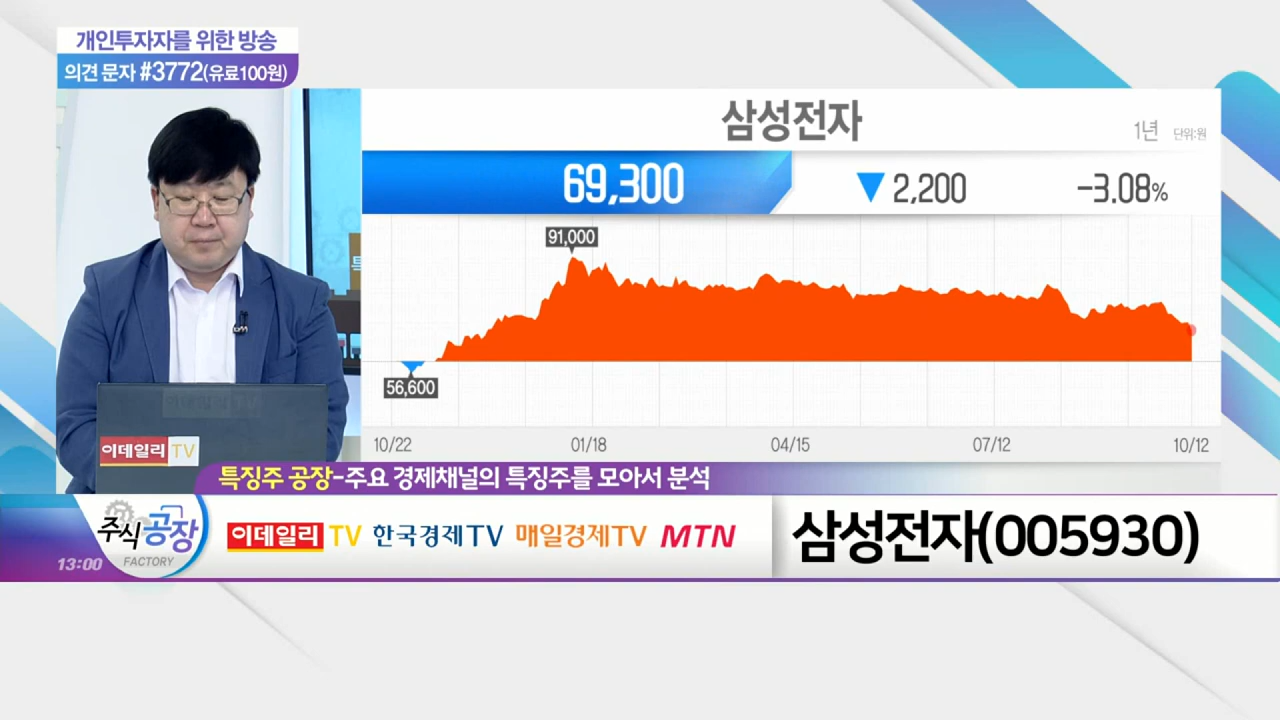 개인투자자를 위한 방송
의견 문자 #3772(유료100원)
삼성전자
1년 단위:원
69,300 ▼ 2,200 -3.08%
91,000
56,600
10/22 01/18 04/15 07/12 10/12
이데일리 TV
특징주 공장-주요 경제채널의 특징주를 모아서 분석
주식공장
FACTORY
13:00
이데일리 TV 한국경제TV 매일경제TV MTN
삼성전자(005930)